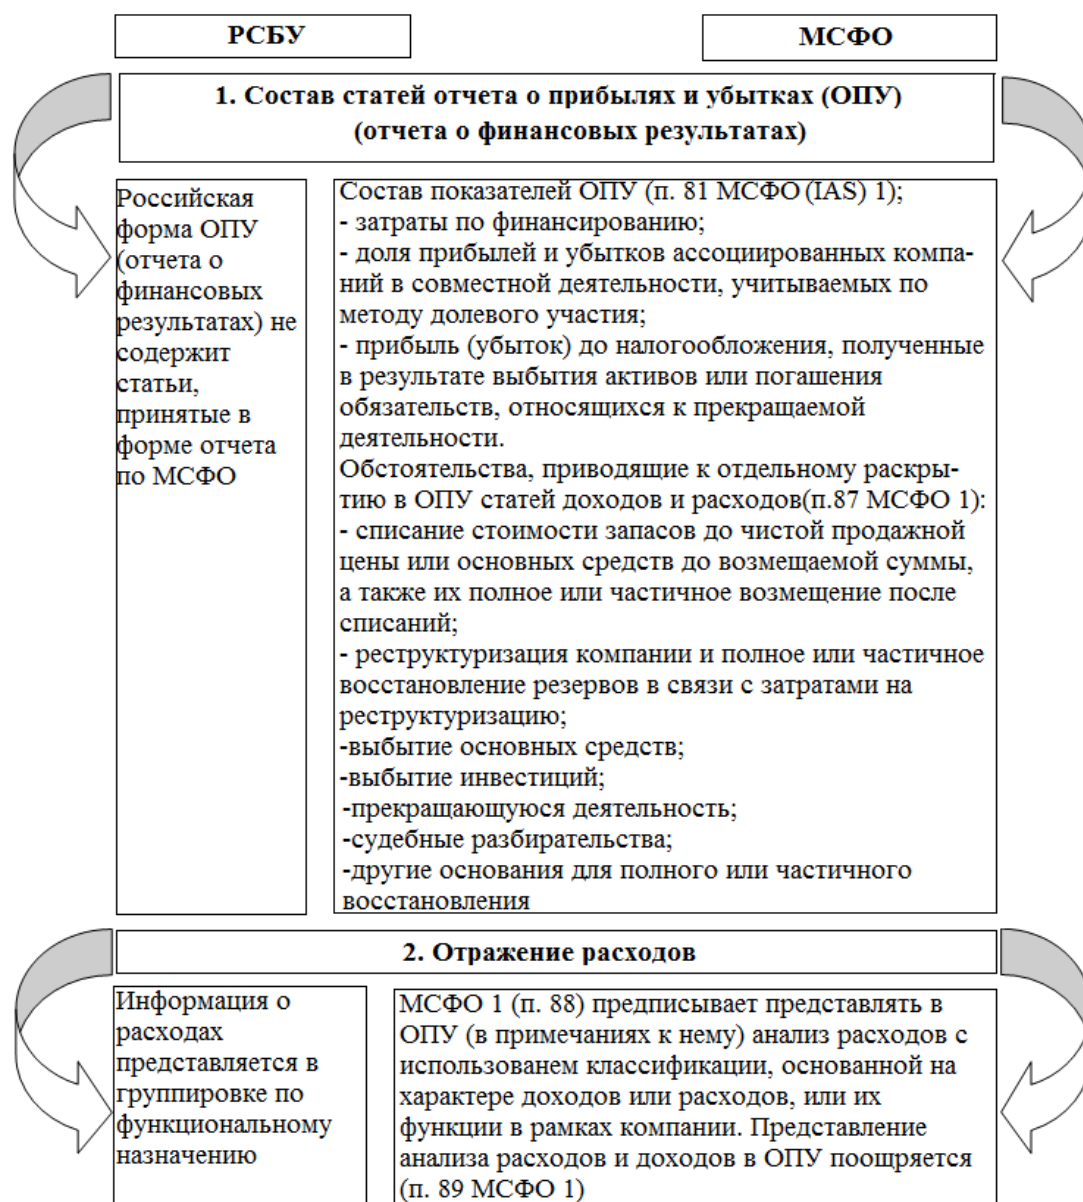 РСБУ
МСФО
1. Состав статей отчета о прибылях и убытках (ОПУ)
(отчета о финансовых результатах)
Российская
форма ОПУ
(отчета о
финансовых
результатах) не
содержит
статьи,
принятые в
форме отчета
по МСФО
Состав показателей ОПУ (п. 81 МСФО (IAS) 1);
- затраты по финансированию;
- доля прибылей и убытков ассоциированных компа-
ний в совместной деятельности, учитываемых по
методу долевого участия;
- прибыль (убыток) до налогообложения, полученные
в результате выбытия активов или погашения
обязательств, относящихся к прекращаемой
деятельности.
Обстоятельства, приводящие к отдельному раскры-
тию в ОПУ статей доходов и расходов(п.87 МСФО 1):
- списание стоимости запасов до чистой продажной
цены или основных средств до возмещаемой суммы,
а также их полное или частичное возмещение после
списаний;
- реструктуризация компании и полное или частичное
восстановление резервов в связи с затратами на
реструктуризацию;
-выбытие основных средств;
-выбытие инвестиций;
-прекращающуюся деятельность;
-судебные разбирательства;
-другие основания для полного или частичного
восстановления
2. Отражение расходов
Информация о
расходах
представляется в
группировке по
функциональному
назначению
МСФО 1 (п. 88) предписывает представлять в
ОПУ (в примечаниях к нему) анализ расходов с
использованем классификации, основанной на
характере доходов или расходов, или их
функции в рамках компании. Представление
анализа расходов и доходов в ОПУ поощряется
(п. 89 МСФО 1)